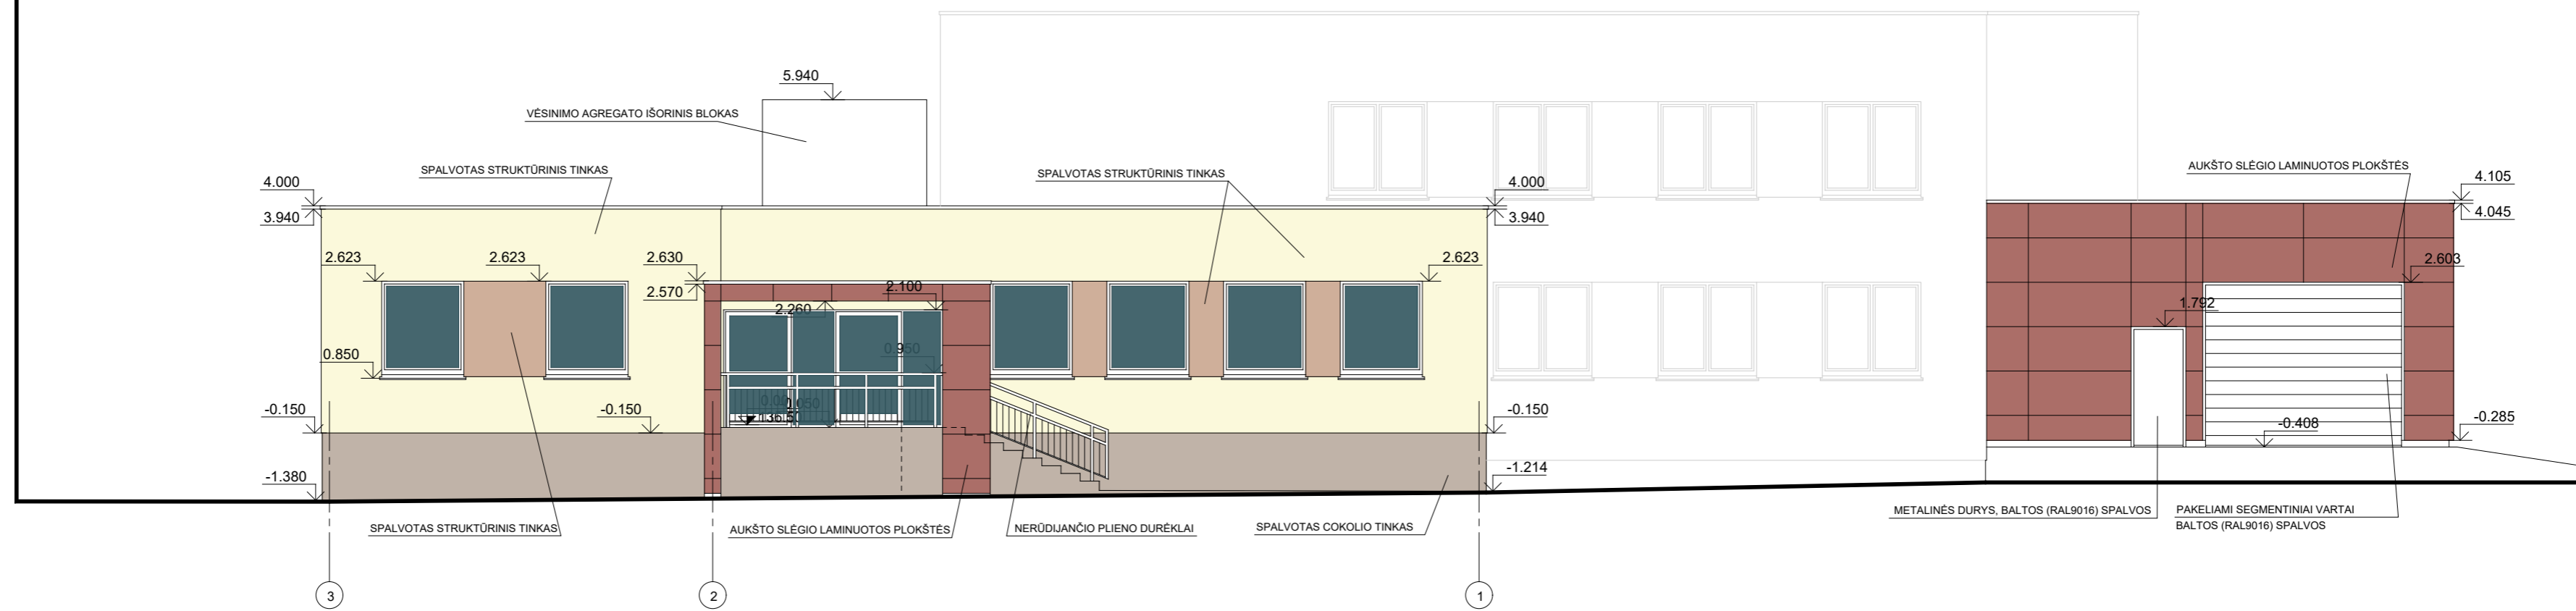 5.940
VĖSINIMO AGREGATO IŠORINIS BLOKAS
SPALVOTAS STRUKTŪRINIS TINKAS
SPALVOTAS STRUKTŪRINIS TINKAS
AUKŠTO SLĖGIO LAMINUOTOS PLOKŠTĖS
4.000
3.940
4.000
3.940
4.105
4.045
2.623
2.623
2.630
2.570
2.100
2.260
2.623
2.603
1.792
0.850
0.950
-0.150
-0.150
-0.150
-0.408
-0.285
-1.380
-1.214
SPALVOTAS STRUKTŪRINIS TINKAS
AUKŠTO SLĖGIO LAMINUOTOS PLOKŠTĖS
NERŪDIJANČIO PLIENO DURĖKLAI
SPALVOTAS COKOLIO TINKAS
METALINĖS DURYS, BALTOS (RAL9016) SPALVOS
PAKELIAMI SEGMENTINIAI VARTAI
BALTOS (RAL9016) SPALVOS
3
2
1